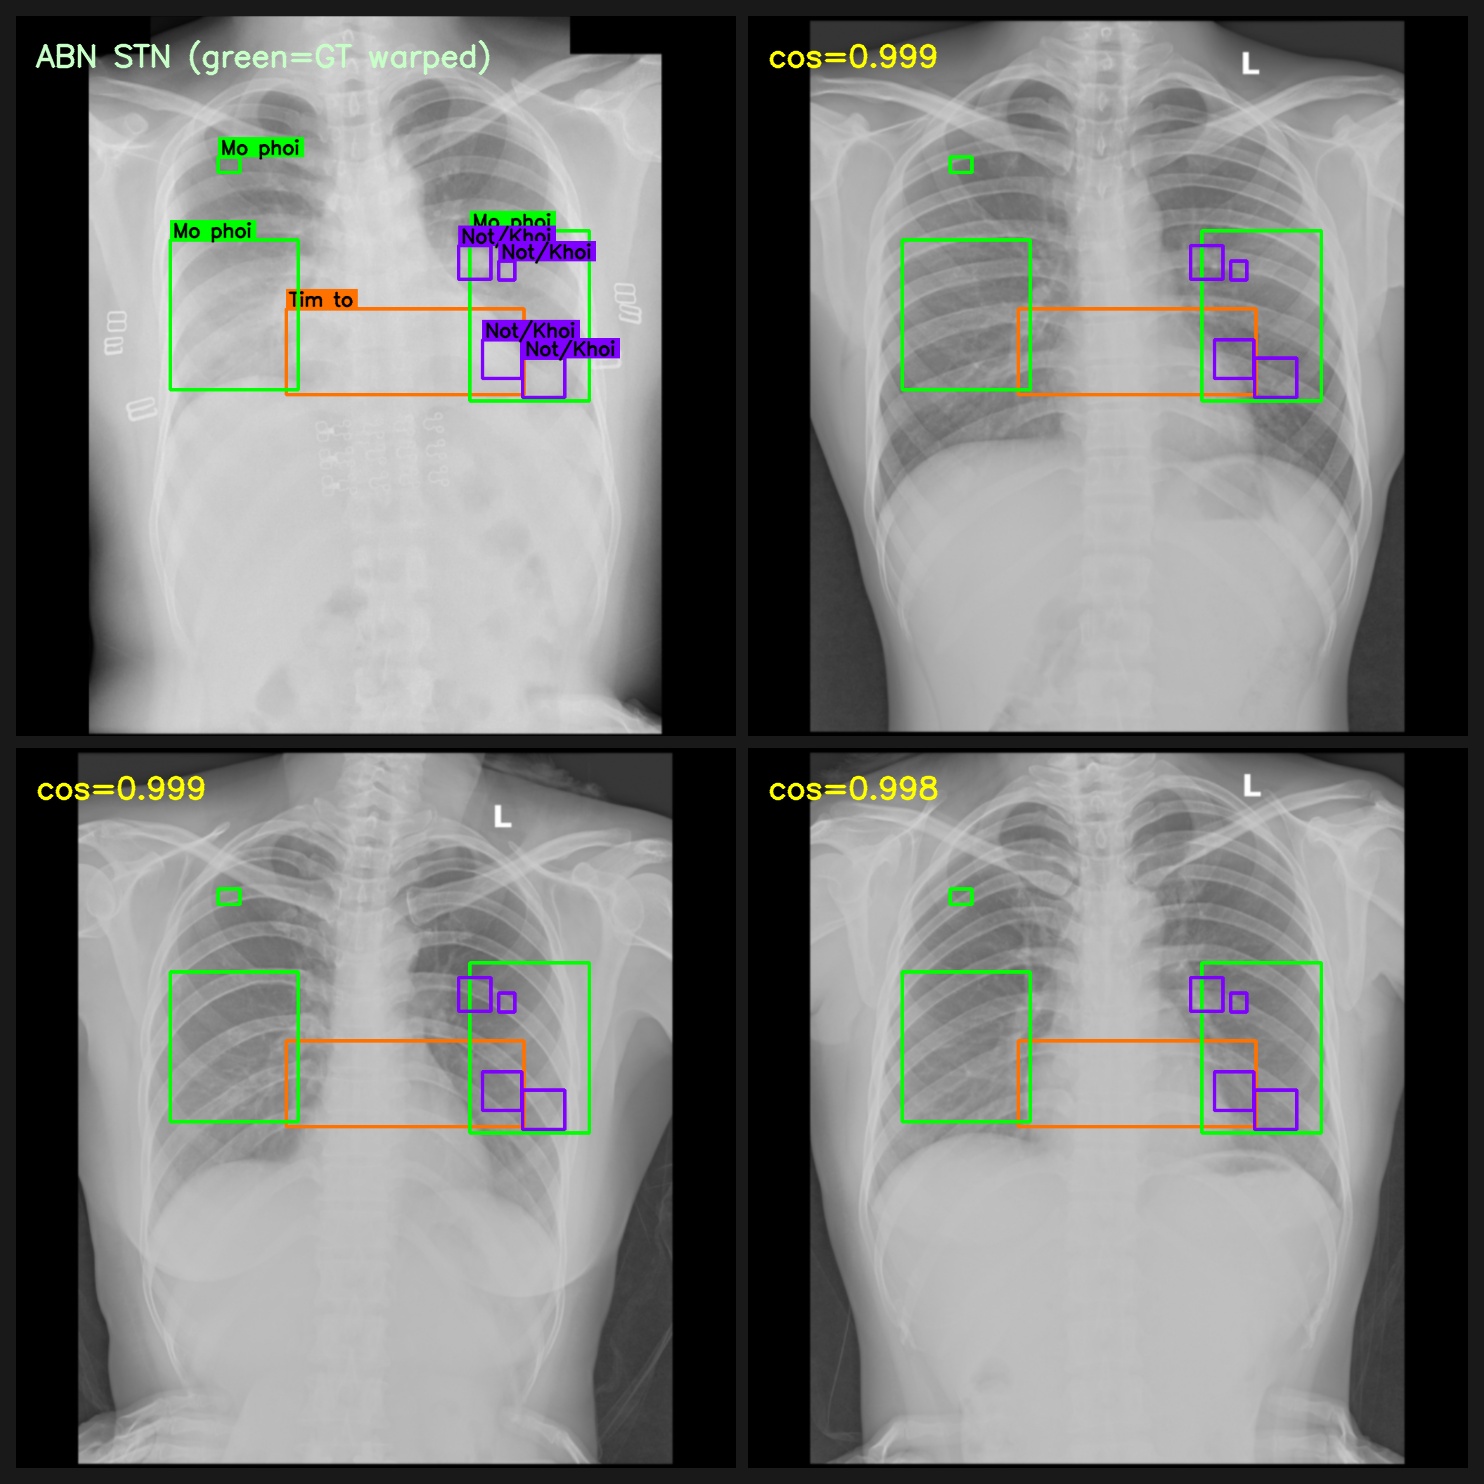 ABN STN (green=GT warped)
Mo phoi
Mo phoi
Mo phoi
Not/Khoi
Not/Khoi
Tim to
Not/Khoi
Not/Khoi
cos=0.999
L
cos=0.999
L
cos=0.998
L